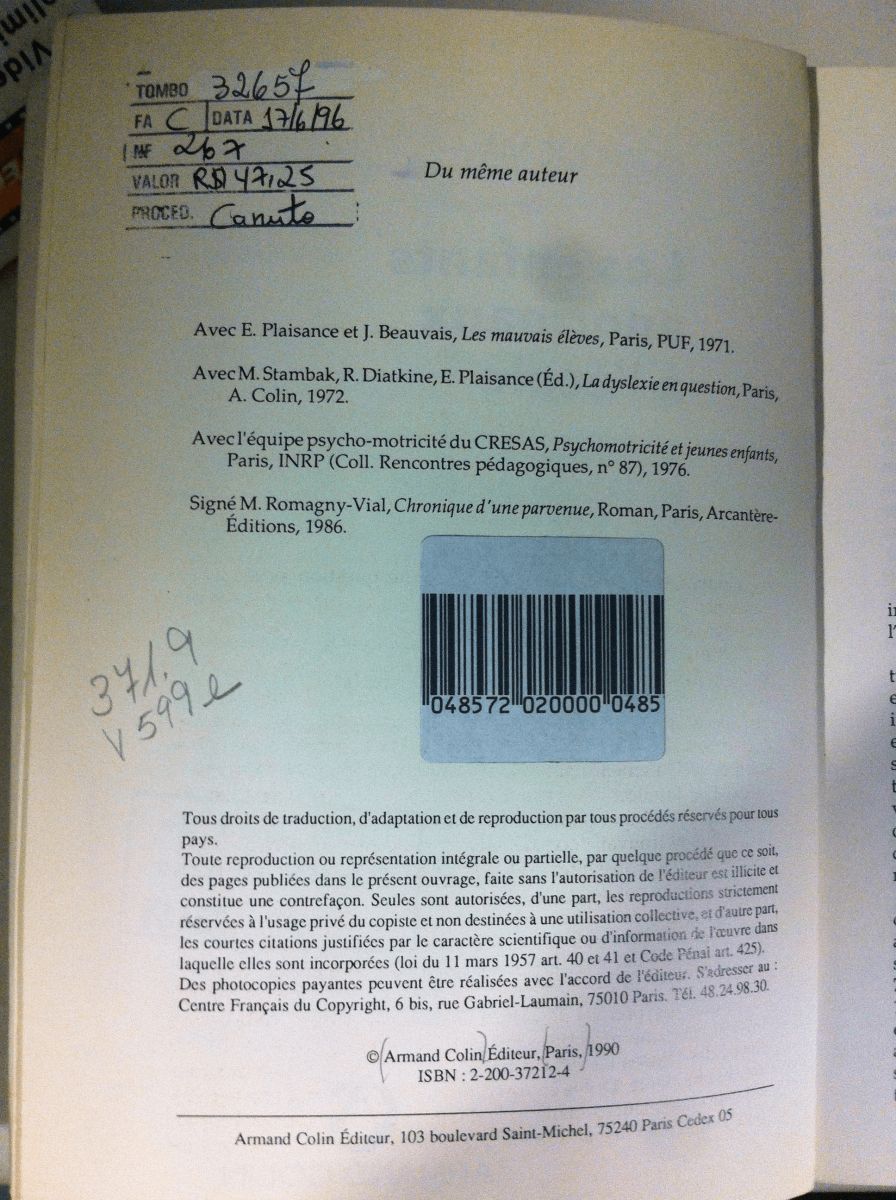 TOMBO 32657
FA C DATA 17/6/96
NF 267
VALOR R$ 47,25
PROCED. Canuto
Du même auteur
Avec E. Plaisance et J. Beauvais, Les mauvais élèves, Paris, PUF, 1971.
Avec M. Stambak, R. Diatkine, E. Plaisance (Éd.), La dyslexie en question, Paris,
A. Colin, 1972.
Avec l'équipe psycho-motricité du CRESAS, Psychomotricité et jeunes enfants,
Paris, INRP (Coll. Rencontres pédagogiques, n° 87), 1976.
Signé M. Romagny-Vial, Chronique d'une parvenue, Roman, Paris, Arcantère-
Éditions, 1986.
371.9
V599e
048572 020000 0485
Tous droits de traduction, d'adaptation et de reproduction par tous procédés réservés pour tous
pays.
Toute reproduction ou représentation intégrale ou partielle, par quelque procédé que ce soit,
des pages publiées dans le présent ouvrage, faite sans l'autorisation de l'éditeur est illicite et
constitue une contrefaçon. Seules sont autorisées, d'une part, les reproductions strictement
réservées à l'usage privé du copiste et non destinées à une utilisation collective, et d'autre part,
les courtes citations justifiées par le caractère scientifique ou d'information de l'œuvre dans
laquelle elles sont incorporées (loi du 11 mars 1957 art. 40 et 41 et Code Pénal art. 425).
Des photocopies payantes peuvent être réalisées avec l'accord de l'éditeur. S'adresser au :
Centre Français du Copyright, 6 bis, rue Gabriel-Laumain, 75010 Paris. Tél. 48.24.98.30.
© Armand Colin Éditeur, Paris, 1990
ISBN : 2-200-37212-4
Armand Colin Éditeur, 103 boulevard Saint-Michel, 75240 Paris Cedex 05